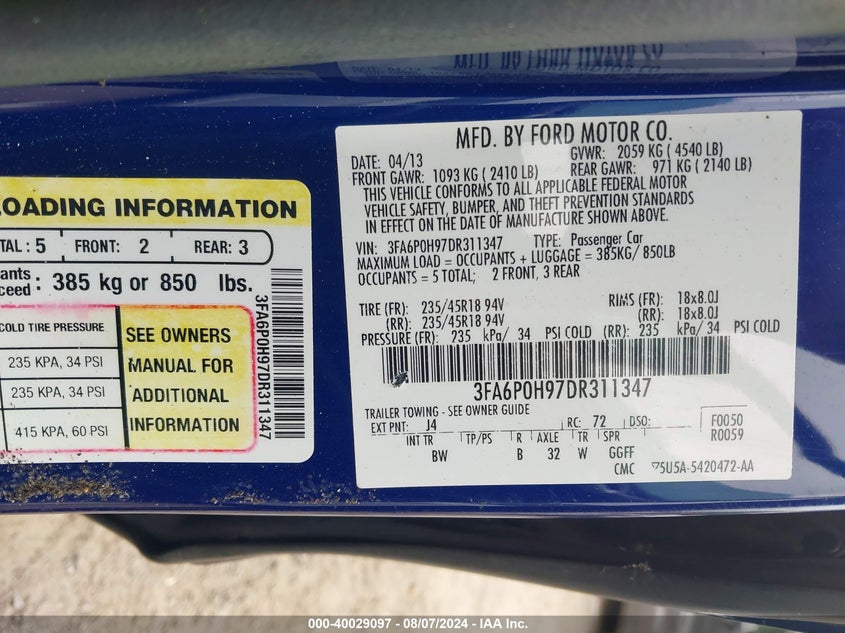 LOADING INFORMATION
TOTAL : 5 FRONT: 2 REAR: 3
385 kg or 850 lbs.
COLD TIRE PRESSURE
235 KPA, 34 PSI
235 KPA, 34 PSI
415 KPA, 60 PSI
SEE OWNERS
MANUAL FOR
ADDITIONAL
INFORMATION
3FA6P0H97DR311347
MFD. BY FORD MOTOR CO.
DATE: 04/13 GVWR: 2059 KG ( 4540 LB)
FRONT GAWR: 1093 KG ( 2410 LB) REAR GAWR: 971 KG ( 2140 LB)
THIS VEHICLE CONFORMS TO ALL APPLICABLE FEDERAL MOTOR
VEHICLE SAFETY, BUMPER, AND THEFT PREVENTION STANDARDS
IN EFFECT ON THE DATE OF MANUFACTURE SHOWN ABOVE.
VIN: 3FA6P0H97DR311347 TYPE: Passenger Car
MAXIMUM LOAD = OCCUPANTS + LUGGAGE = 385KG/ 850LB
OCCUPANTS = 5 TOTAL; 2 FRONT, 3 REAR
TIRE (FR): 235/45R18 94V RIMS (FR): 18x8.0J
(RR): 235/45R18 94V (RR): 18x8.0J
PRESSURE (FR): 235 kPa/ 34 PSI COLD (RR): 235 kPa/ 34 PSI COLD
3FA6P0H97DR311347
TRAILER TOWING - SEE OWNER GUIDE
EXT PNT: J4 RC: 72 DSO: F0050
R0059
INT TR TP/PS R AXLE TR SPR
BW B 32 W GGFF
CMC 5U5A-5420472-AA
000-40029097 - 08/07/2024 - IAA Inc.